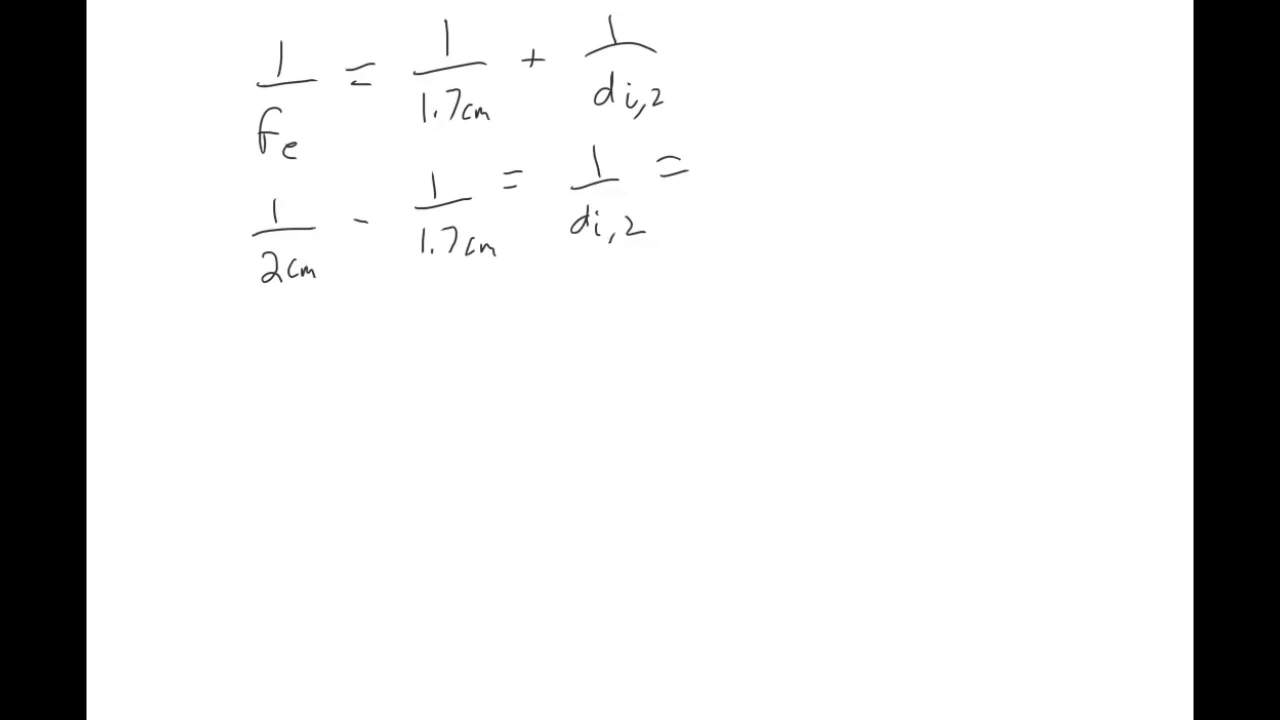 1/fe = 1/1.7cm + 1/di,2
1/2cm - 1/1.7cm = 1/di,2 =